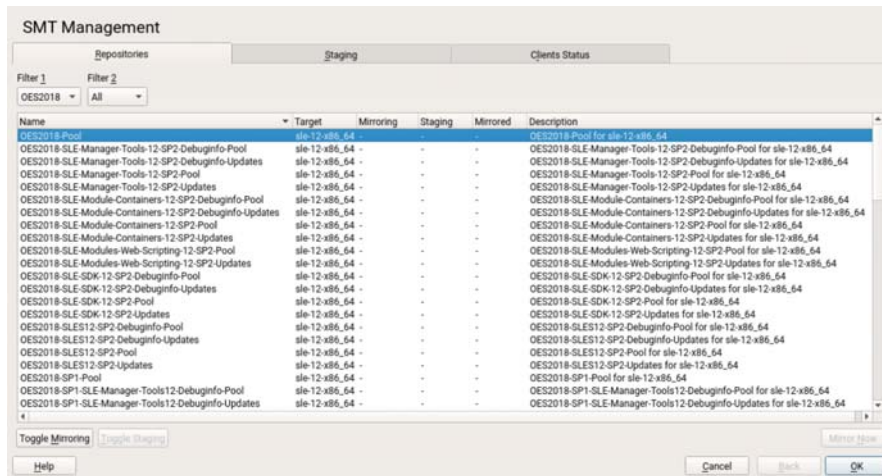 SMT Management
Repositories Staging Clients Status
Filter 1 Filter 2
OES2018 All
Name Target Mirroring Staging Mirrored Description
OES2018-Pool sle-12-x86_64 - - - OES2018-Pool for sle-12-x86_64
OES2018-SLE-Manager-Tools-12-SP2-Debuginfo-Pool sle-12-x86_64 - - - OES2018-SLE-Manager-Tools-12-SP2-Debuginfo-Pool for sle-12-x86_64
OES2018-SLE-Manager-Tools-12-SP2-Debuginfo-Updates sle-12-x86_64 - - - OES2018-SLE-Manager-Tools-12-SP2-Debuginfo-Updates for sle-12-x86_64
OES2018-SLE-Manager-Tools-12-SP2-Pool sle-12-x86_64 - - - OES2018-SLE-Manager-Tools-12-SP2-Pool for sle-12-x86_64
OES2018-SLE-Manager-Tools-12-SP2-Updates sle-12-x86_64 - - - OES2018-SLE-Manager-Tools-12-SP2-Updates for sle-12-x86_64
OES2018-SLE-Module-Containers-12-SP2-Debuginfo-Pool sle-12-x86_64 - - - OES2018-SLE-Module-Containers-12-SP2-Debuginfo-Pool for sle-12-x86_64
OES2018-SLE-Module-Containers-12-SP2-Debuginfo-Updates sle-12-x86_64 - - - OES2018-SLE-Module-Containers-12-SP2-Debuginfo-Updates for sle-12-x86_64
OES2018-SLE-Module-Containers-12-SP2-Pool sle-12-x86_64 - - - OES2018-SLE-Module-Containers-12-SP2-Pool for sle-12-x86_64
OES2018-SLE-Module-Containers-12-SP2-Updates sle-12-x86_64 - - - OES2018-SLE-Module-Containers-12-SP2-Updates for sle-12-x86_64
OES2018-SLE-Modules-Web-Scripting-12-SP2-Pool sle-12-x86_64 - - - OES2018-SLE-Modules-Web-Scripting-12-SP2-Pool for sle-12-x86_64
OES2018-SLE-Modules-Web-Scripting-12-SP2-Updates sle-12-x86_64 - - - OES2018-SLE-Modules-Web-Scripting-12-SP2-Updates for sle-12-x86_64
OES2018-SLE-SDK-12-SP2-Debuginfo-Pool sle-12-x86_64 - - - OES2018-SLE-SDK-12-SP2-Debuginfo-Pool for sle-12-x86_64
OES2018-SLE-SDK-12-SP2-Debuginfo-Updates sle-12-x86_64 - - - OES2018-SLE-SDK-12-SP2-Debuginfo-Updates for sle-12-x86_64
OES2018-SLE-SDK-12-SP2-Pool sle-12-x86_64 - - - OES2018-SLE-SDK-12-SP2-Pool for sle-12-x86_64
OES2018-SLE-SDK-12-SP2-Updates sle-12-x86_64 - - - OES2018-SLE-SDK-12-SP2-Updates for sle-12-x86_64
OES2018-SLES12-SP2-Debuginfo-Pool sle-12-x86_64 - - - OES2018-SLES12-SP2-Debuginfo-Pool for sle-12-x86_64
OES2018-SLES12-SP2-Debuginfo-Updates sle-12-x86_64 - - - OES2018-SLES12-SP2-Debuginfo-Updates for sle-12-x86_64
OES2018-SLES12-SP2-Pool sle-12-x86_64 - - - OES2018-SLES12-SP2-Pool for sle-12-x86_64
OES2018-SLES12-SP2-Updates sle-12-x86_64 - - - OES2018-SLES12-SP2-Updates for sle-12-x86_64
OES2018-SP1-Pool sle-12-x86_64 - - - OES2018-SP1-Pool for sle-12-x86_64
OES2018-SP1-SLE-Manager-Tools12-Debuginfo-Pool sle-12-x86_64 - - - OES2018-SP1-SLE-Manager-Tools12-Debuginfo-Pool for sle-12-x86_64
OES2018-SP1-SLE-Manager-Tools12-Debuginfo-Updates sle-12-x86_64 - - - OES2018-SP1-SLE-Manager-Tools12-Debuginfo-Updates for sle-12-x86_64
Toggle Mirroring Toggle Staging Mirror Now
Help Cancel Back OK